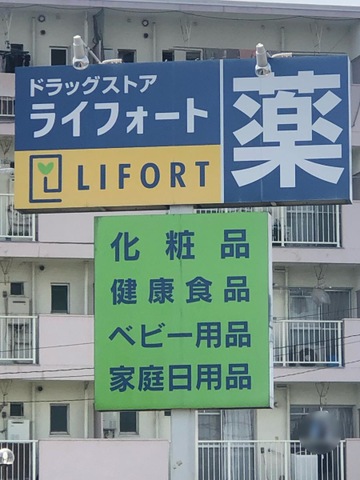 ドラッグストア
ライフォート
薬
LIFORT
化粧品
健康食品
ベビー用品
家庭日用品